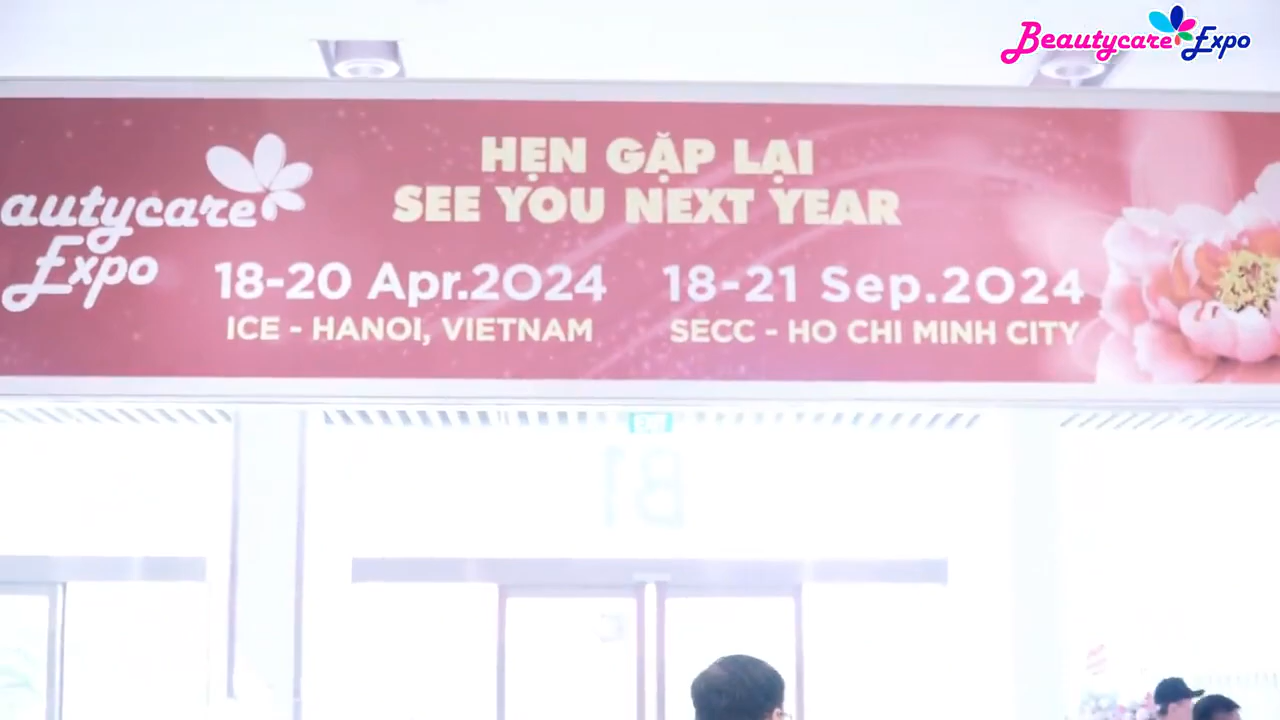 Beautycare Expo
autycare
Expo
HẸN GẶP LẠI
SEE YOU NEXT YEAR
18-20 Apr.2024
ICE - HANOI, VIETNAM
18-21 Sep.2024
SECC - HO CHI MINH CITY
EXIT
B1